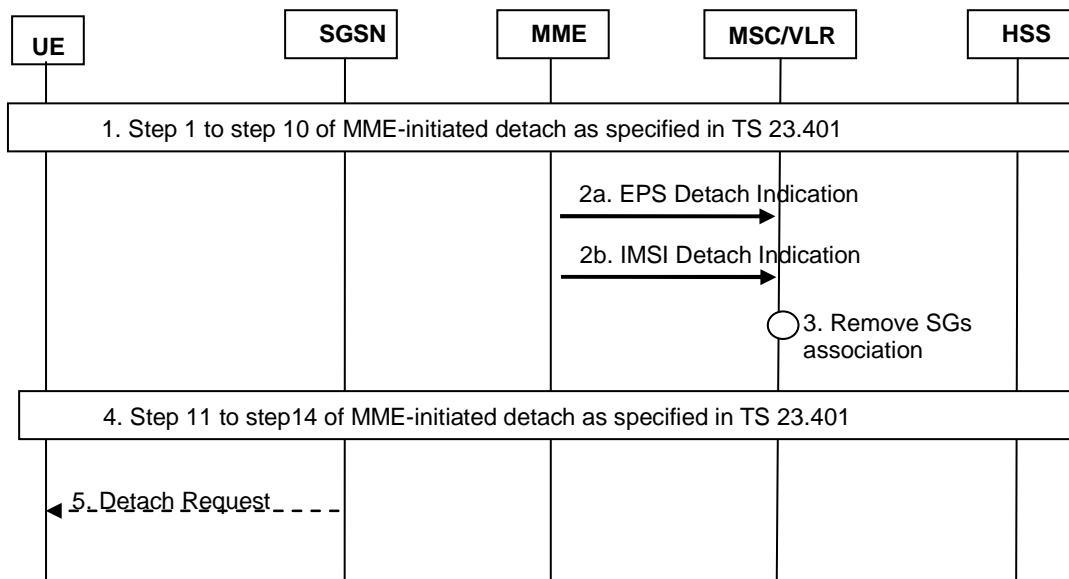 UE
SGSN
MME
MSC/VLR
HSS
1. Step 1 to step 10 of MME-initiated detach as specified in TS 23.401
2a. EPS Detach Indication
2b. IMSI Detach Indication
3. Remove SGs
association
4. Step 11 to step14 of MME-initiated detach as specified in TS 23.401
5. Detach Request